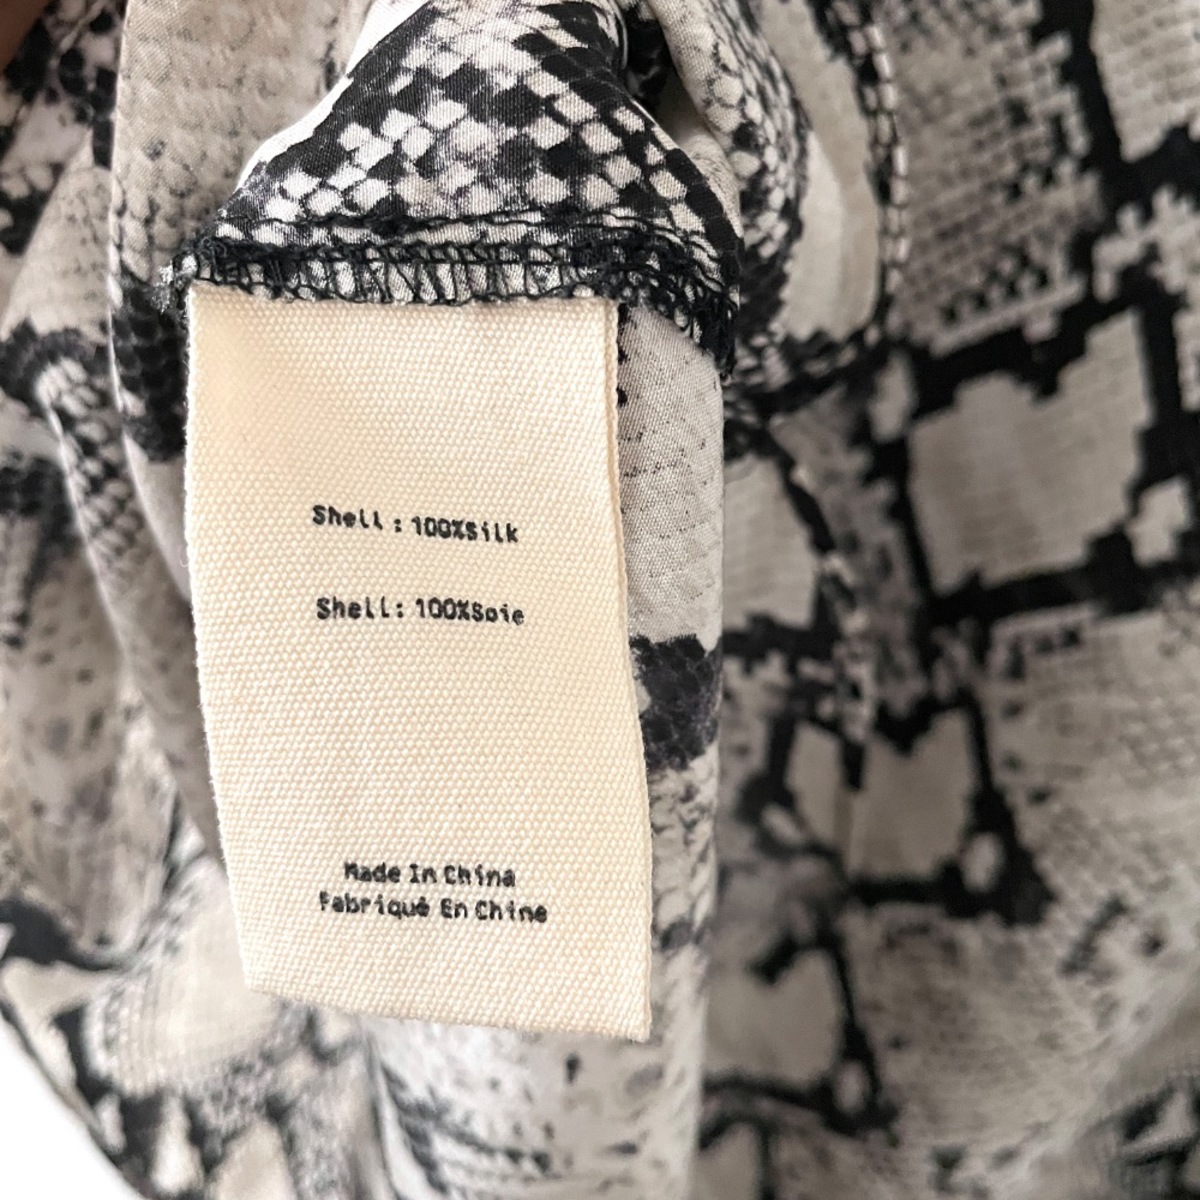 Shell : 100%Silk
Shell: 100%Soie
Made In China
Fabriqué En Chine